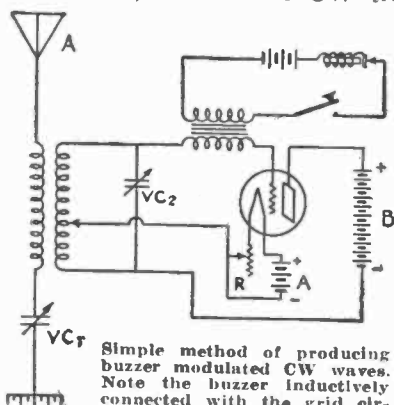 A
VC2
+
B
-
R
+
A
-
VC1
Simple method of producing
buzzer modulated CW waves.
Note the buzzer inductively
connected with the grid cir-